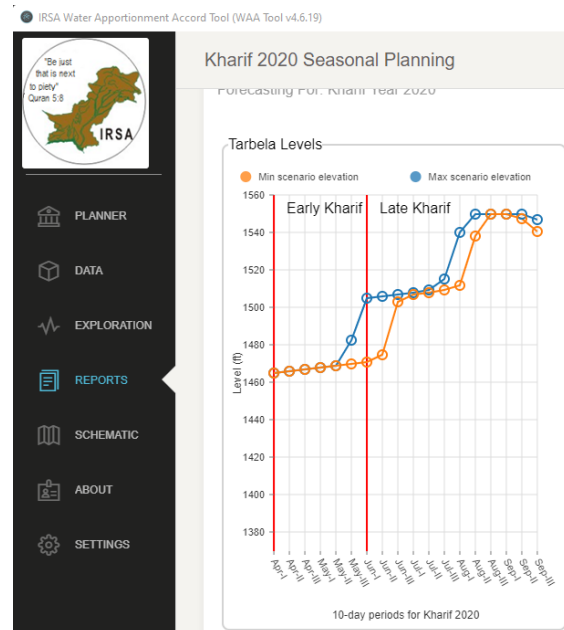 IRSA Water Apportionment Accord Tool (WAA Tool v4.6.19)
"Be just
that is next
to piety"
Quran 5:8
IRSA
PLANNER
DATA
EXPLORATION
REPORTS
SCHEMATIC
ABOUT
SETTINGS
Kharif 2020 Seasonal Planning
Forecasting For: Kharif Year 2020
Tarbela Levels
Min scenario elevation
Max scenario elevation
Early Kharif
Late Kharif
Level (ft)
1560
1540
1520
1500
1480
1460
1440
1420
1400
1380
Apr-I
Apr-II
Apr-III
May-I
May-II
May-III
Jun-I
Jun-II
Jun-III
Jul-I
Jul-II
Jul-III
Aug-I
Aug-II
Aug-III
Sep-I
Sep-II
Sep-III
10-day periods for Kharif 2020